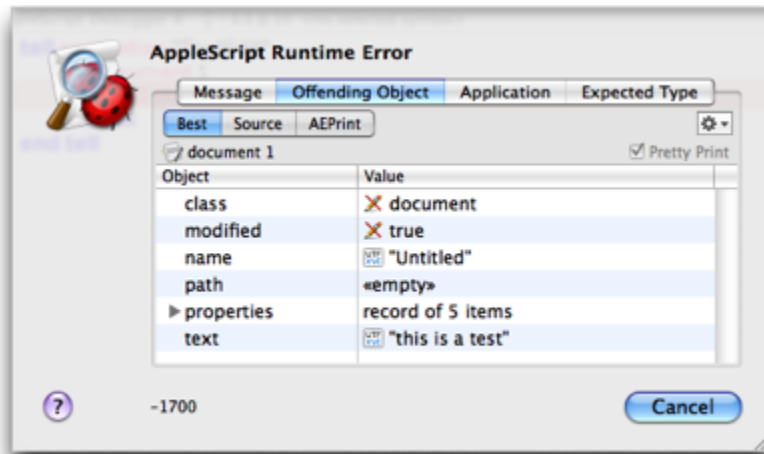 AppleScript Runtime Error
Message Offending Object Application Expected Type
Best Source AEPrint
document 1 Pretty Print
Object Value
class document
modified true
name "Untitled"
path «empty»
properties record of 5 items
text "this is a test"
? -1700 Cancel